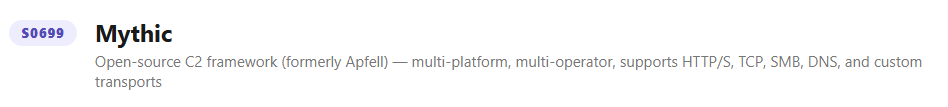 S0699
Mythic
Open-source C2 framework (formerly Apfell) — multi-platform, multi-operator, supports HTTP/S, TCP, SMB, DNS, and custom
transports